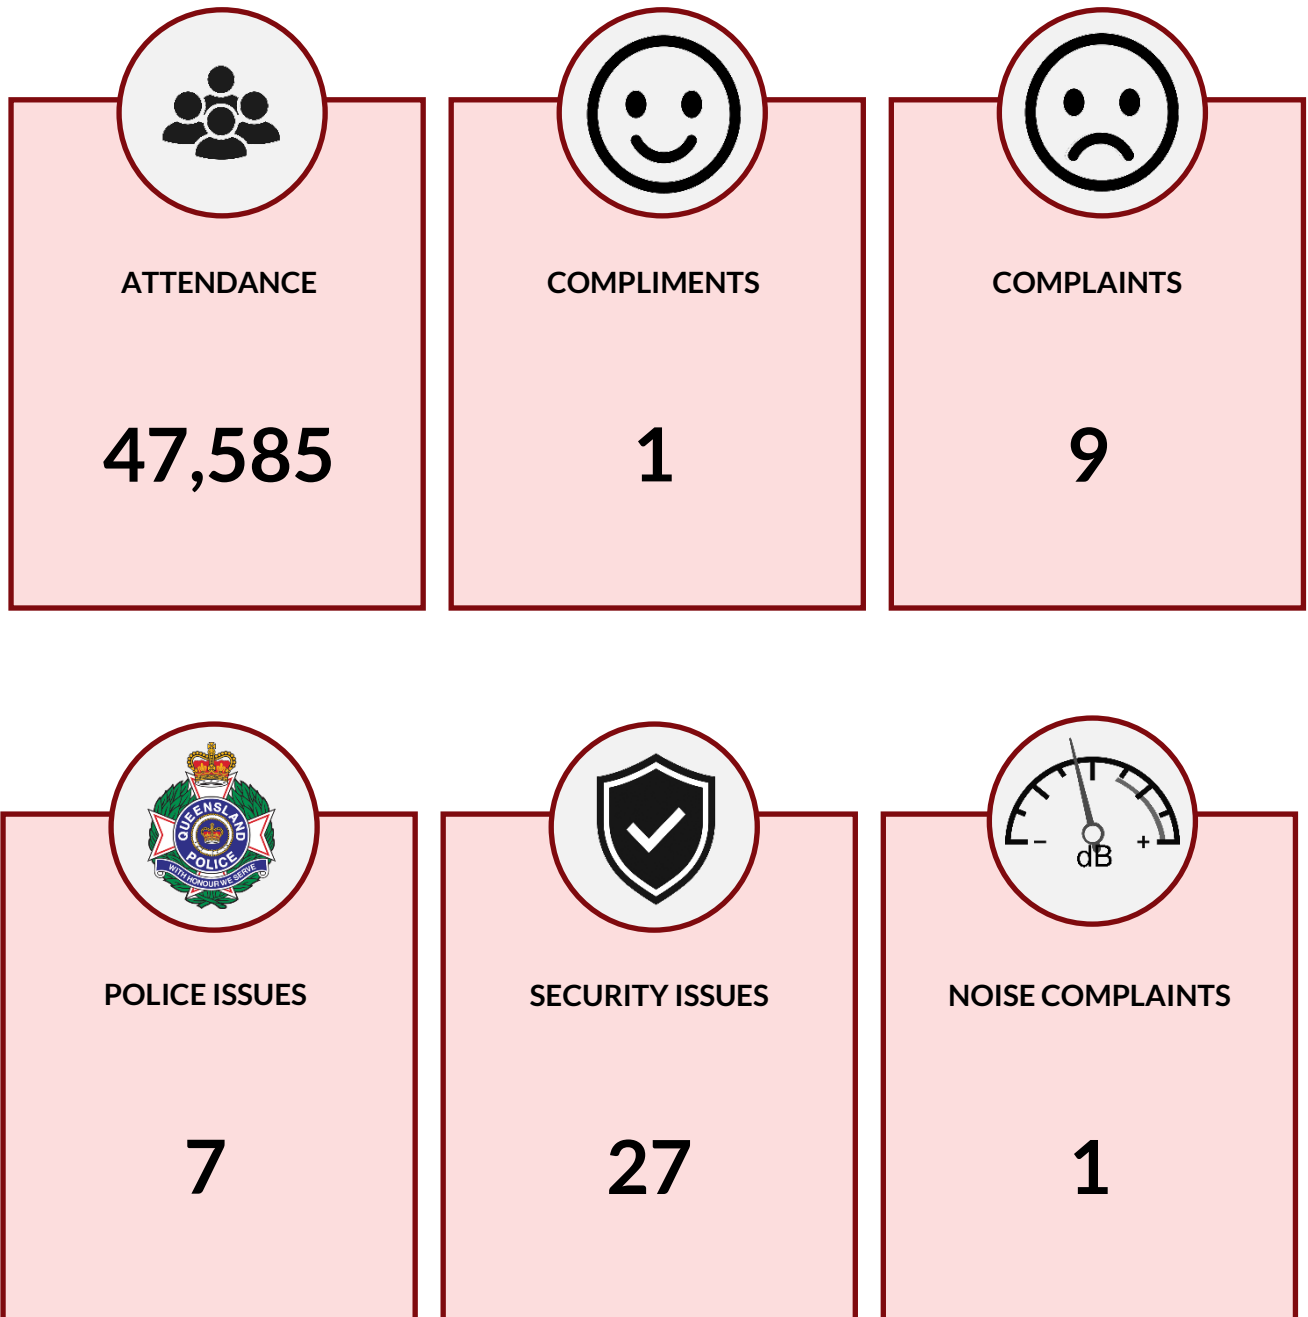 ATTENDANCE
COMPLIMENTS
COMPLAINTS
47,585
1
9
QUEENSLAND
POLICE
WITH HONOUR WE SERVE
- dB +
POLICE ISSUES
SECURITY ISSUES
NOISE COMPLAINTS
7
27
1